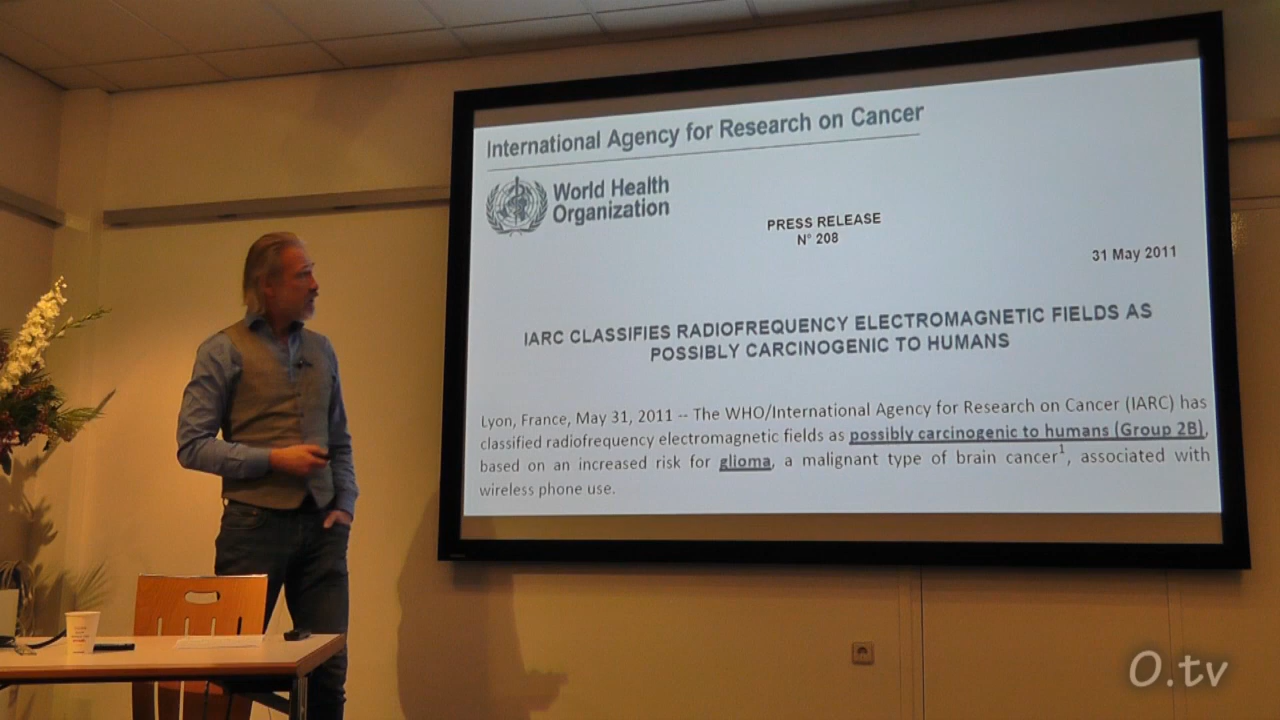 International Agency for Research on Cancer
World Health
Organization
PRESS RELEASE
N° 208
31 May 2011
IARC CLASSIFIES RADIOFREQUENCY ELECTROMAGNETIC FIELDS AS
POSSIBLY CARCINOGENIC TO HUMANS
Lyon, France, May 31, 2011 -- The WHO/International Agency for Research on Cancer (IARC) has
classified radiofrequency electromagnetic fields as possibly carcinogenic to humans (Group 2B),
based on an increased risk for glioma, a malignant type of brain cancer¹, associated with
wireless phone use.
O.tv